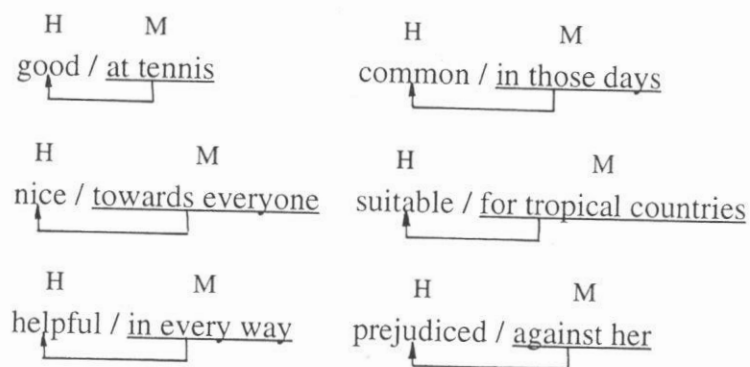 H M
good / at tennis
H M
common / in those days
H M
nice / towards everyone
H M
suitable / for tropical countries
H M
helpful / in every way
H M
prejudiced / against her